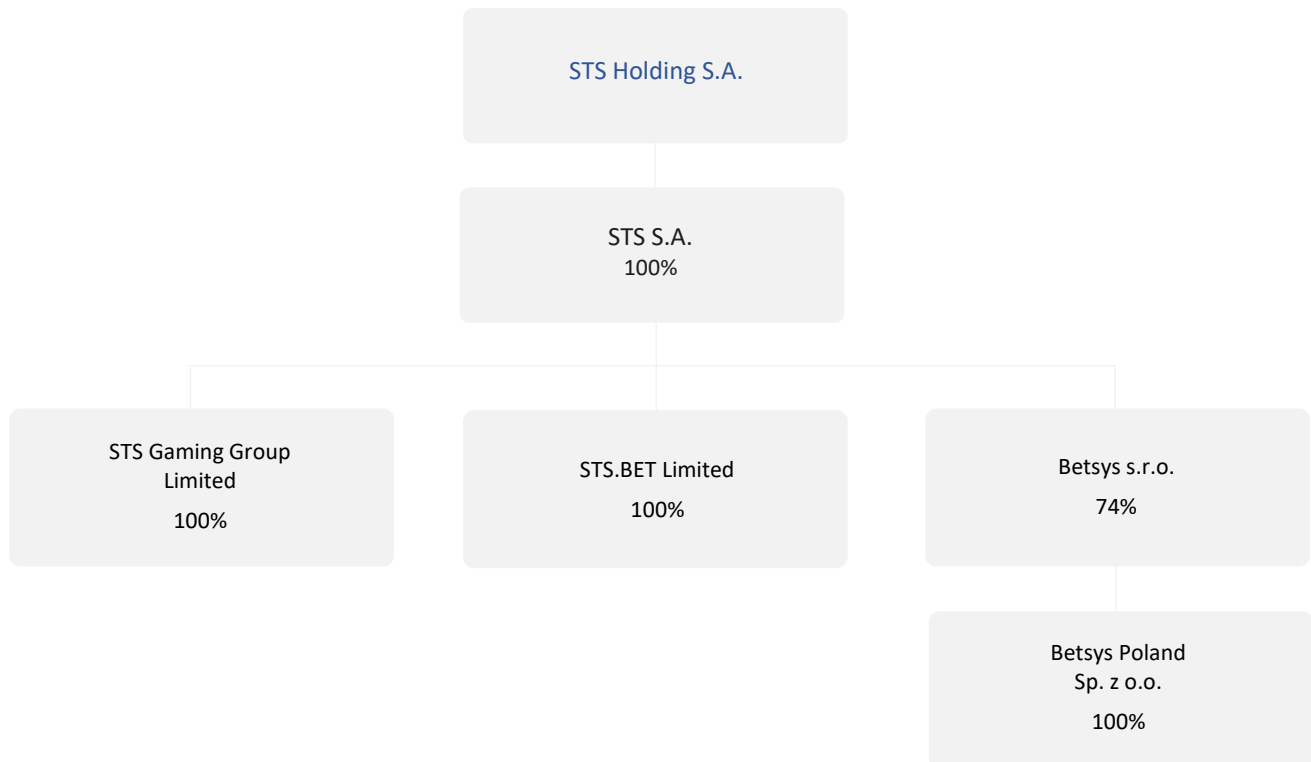 STS Holding S.A.
STS S.A.
100%
STS Gaming Group
Limited
100%
STS.BET Limited
100%
Betsys s.r.o.
74%
Betsys Poland
Sp. z o.o.
100%